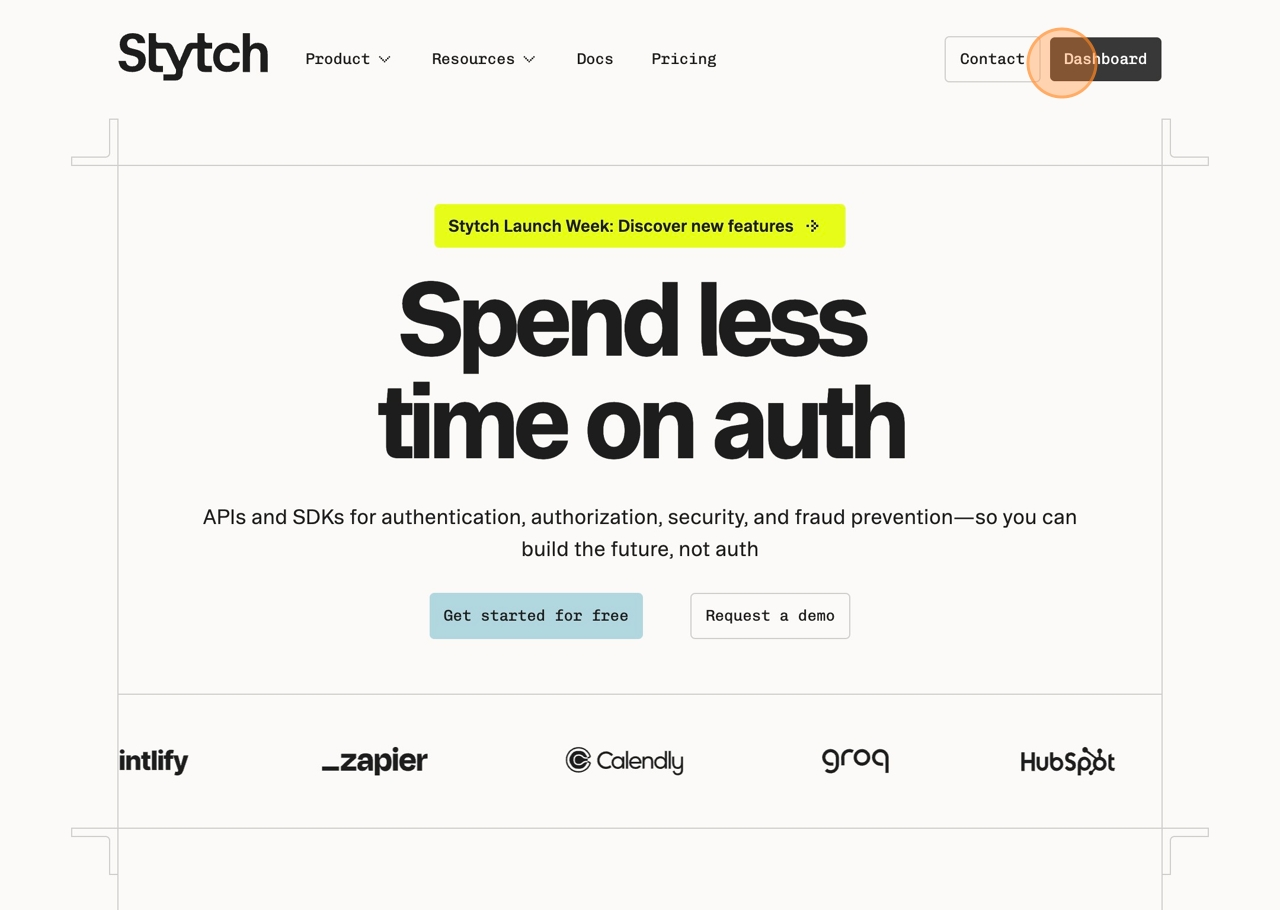 Stytch
Product
Resources
Docs
Pricing
Contact
Dashboard
Stytch Launch Week: Discover new features
Spend less
time on auth
APIs and SDKs for authentication, authorization, security, and fraud prevention—so you can
build the future, not auth
Get started for free
Request a demo
intlify
zapier
Calendly
groq
HubSpot